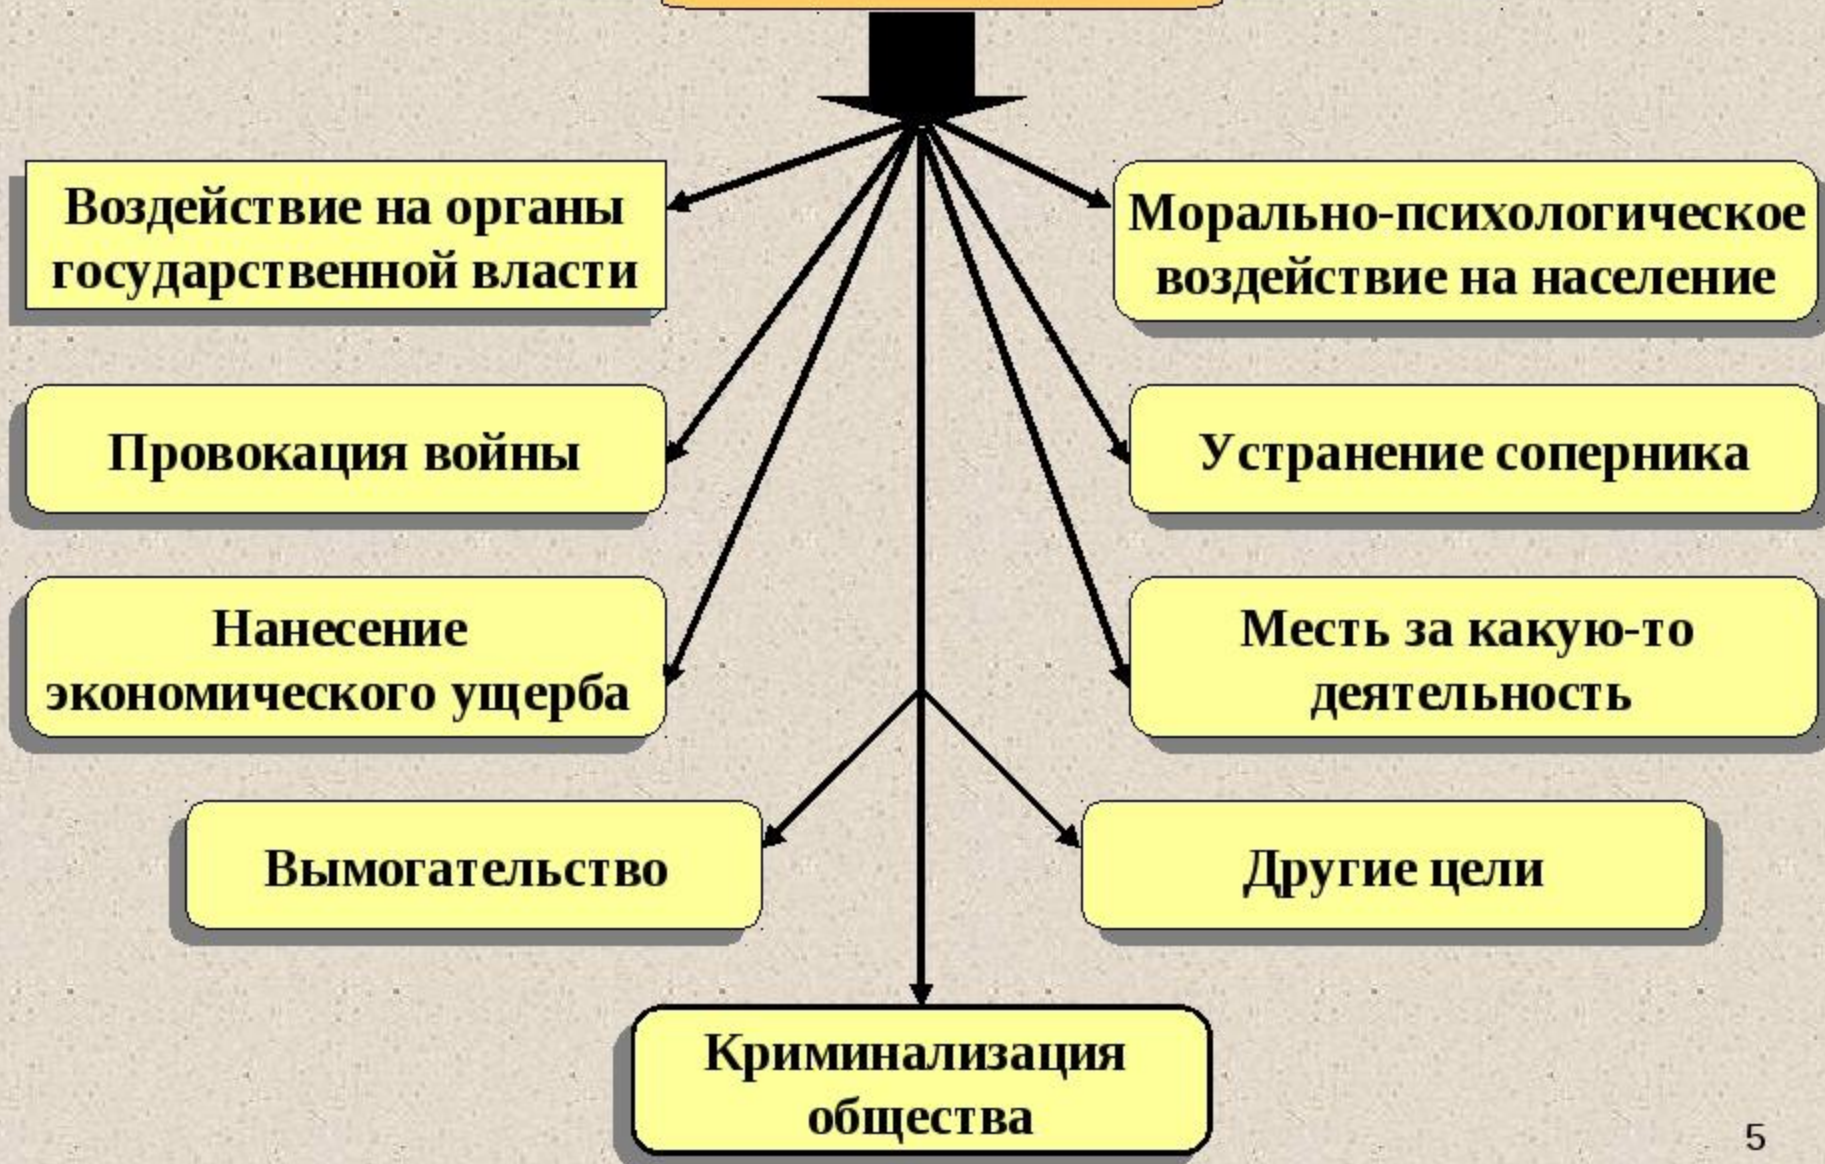 Воздействие на органы
государственной власти
Морально-психологическое
воздействие на население
Провокация войны
Устранение соперника
Нанесение
экономического ущерба
Месть за какую-то
деятельность
Вымогательство
Другие цели
Криминализация
общества
5